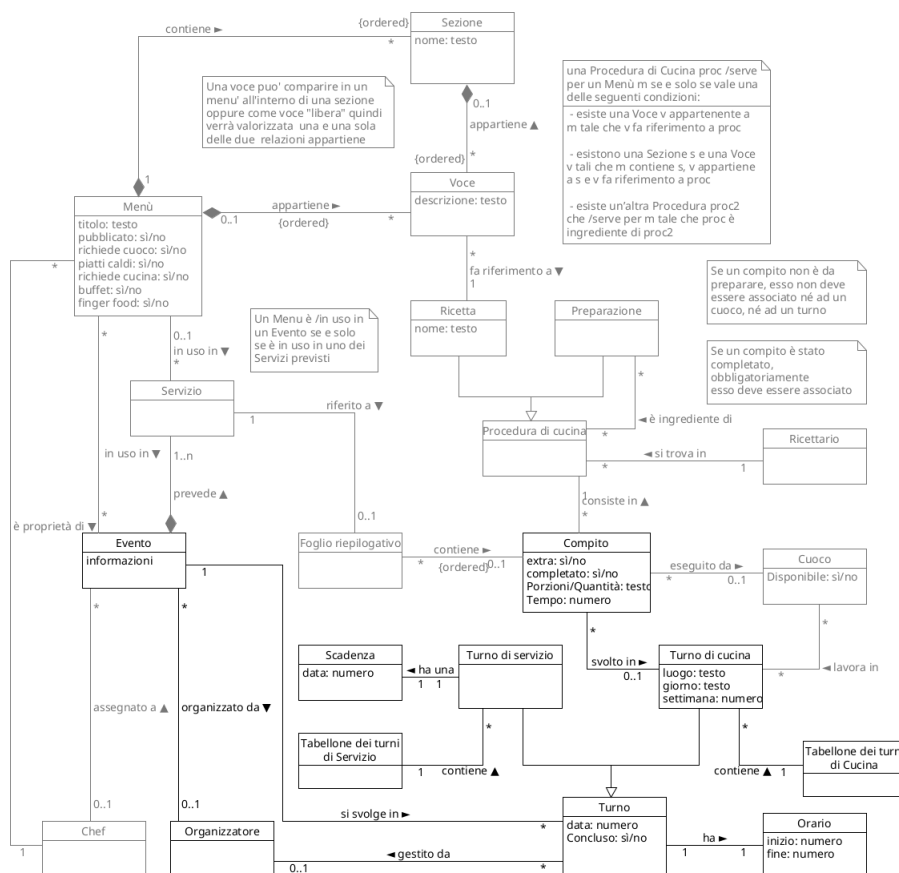 {ordered}
Sezione
contiene ►
*
nome: testo
Una voce puo' comparire in un
menu' all'interno di una sezione
oppure come voce "libera" quindi
verrà valorizzata una e una sola
delle due relazioni appartiene
una Procedura di Cucina proc /serve
per un Menù m se e solo se vale una
delle seguenti condizioni:
- esiste una Voce v appartenente a
m tale che v fa riferimento a proc
- esistono una Sezione s e una Voce
v tali che m contiene s, v appartiene
a s e v fa riferimento a proc
- esiste un'altra Procedura proc2
che /serve per m tale che proc è
ingrediente di proc2
0..1
appartiene ▲
{ordered}
*
1
Voce
descrizione: testo
Menù
titolo: testo
pubblicato: sì/no
richiede cuoco: sì/no
piatti caldi: sì/no
richiede cucina: sì/no
buffet: sì/no
finger food: sì/no
0..1
appartiene ►
{ordered}
*
*
*
fa riferimento a ▼
1
Se un compito non è da
preparare, esso non deve
essere associato né ad un
cuoco, né ad un turno
Ricetta
nome: testo
Preparazione
Un Menu è /in uso in
un Evento se e solo
se è in uso in uno dei
Servizi previsti
*
0..1
in uso in ▼
*
Se un compito è stato
completato,
obbligatoriamente
esso deve essere associato
Servizio
riferito a ▼
1
*
◄ è ingrediente di
*
Procedura di cucina
Ricettario
◄ si trova in
*
1
in uso in ▼
1..n
prevede ▲
1
consiste in ▲
*
*
0..1
è proprietà di ▼
Evento
informazioni
1
Foglio riepilogativo
contiene ►
*
{ordered}
0..1
Compito
extra: sì/no
completato: sì/no
Porzioni/Quantità: testo
Tempo: numero
eseguito da ►
*
0..1
Cuoco
Disponibile: sì/no
*
*
*
*
Scadenza
data: numero
◄ ha una
1
1
Turno di servizio
svolto in ►
0..1
Turno di cucina
luogo: testo
giorno: testo
settimana: numero
◄ lavora in
*
assegnato a ▲
organizzato da ▼
*
*
Tabellone dei turni
di Servizio
1
contiene ▲
contiene ▲
1
Tabellone dei turn
di Cucina
0..1
0..1
si svolge in ►
*
Turno
data: numero
Concluso: sì/no
ha ►
1
1
Orario
inizio: numero
fine: numero
1
Chef
Organizzatore
◄ gestito da
0..1
*